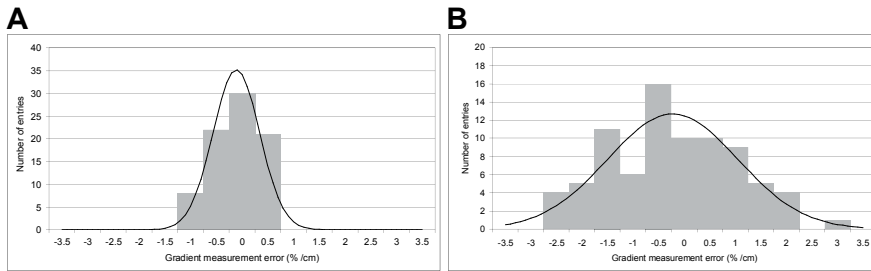 A
40
35
30
25
20
15
10
5
0
Number of entries
-3.5 -3 -2.5 -2 -1.5 -1 -0.5 0 0.5 1 1.5 2 2.5 3 3.5
Gradient measurement error (% /cm)
B
20
18
16
14
12
10
8
6
4
2
0
Number of entries
-3.5 -3 -2.5 -2 -1.5 -1 -0.5 0 0.5 1 1.5 2 2.5 3 3.5
Gradient measurement error (% /cm)